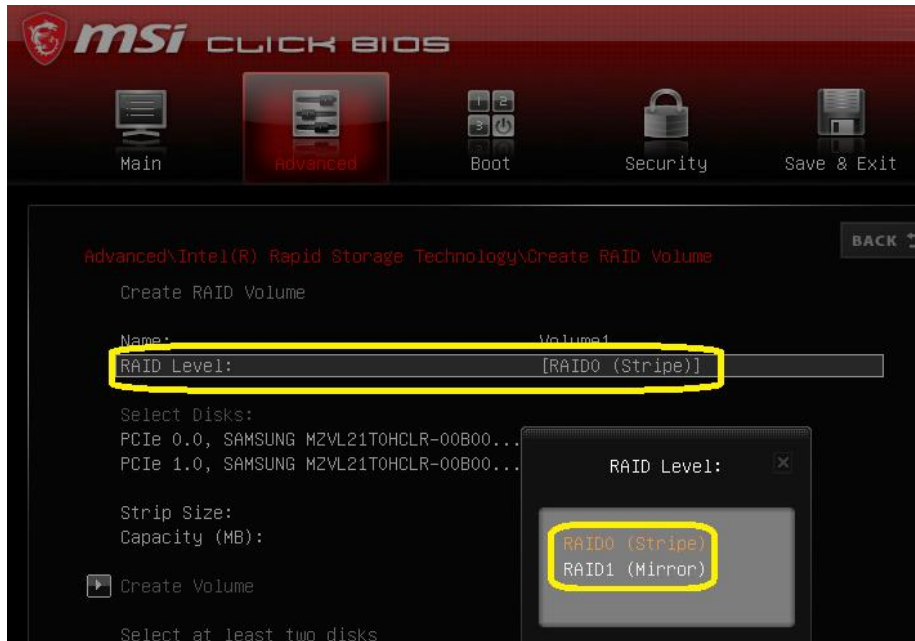 msi CLICK BIOS
1 2
3
Main Advanced Boot Security Save & Exit
BACK
Advanced\Intel(R) Rapid Storage Technology\Create RAID Volume
Create RAID Volume
Name: Volume1
RAID Level: [RAID0 (Stripe)]
Select Disks:
PCIe 0.0, SAMSUNG MZVL21T0HCLR-00B00...
PCIe 1.0, SAMSUNG MZVL21T0HCLR-00B00...
Strip Size:
Capacity (MB):
Create Volume
Select at least two disks
RAID Level:
RAID0 (Stripe)
RAID1 (Mirror)